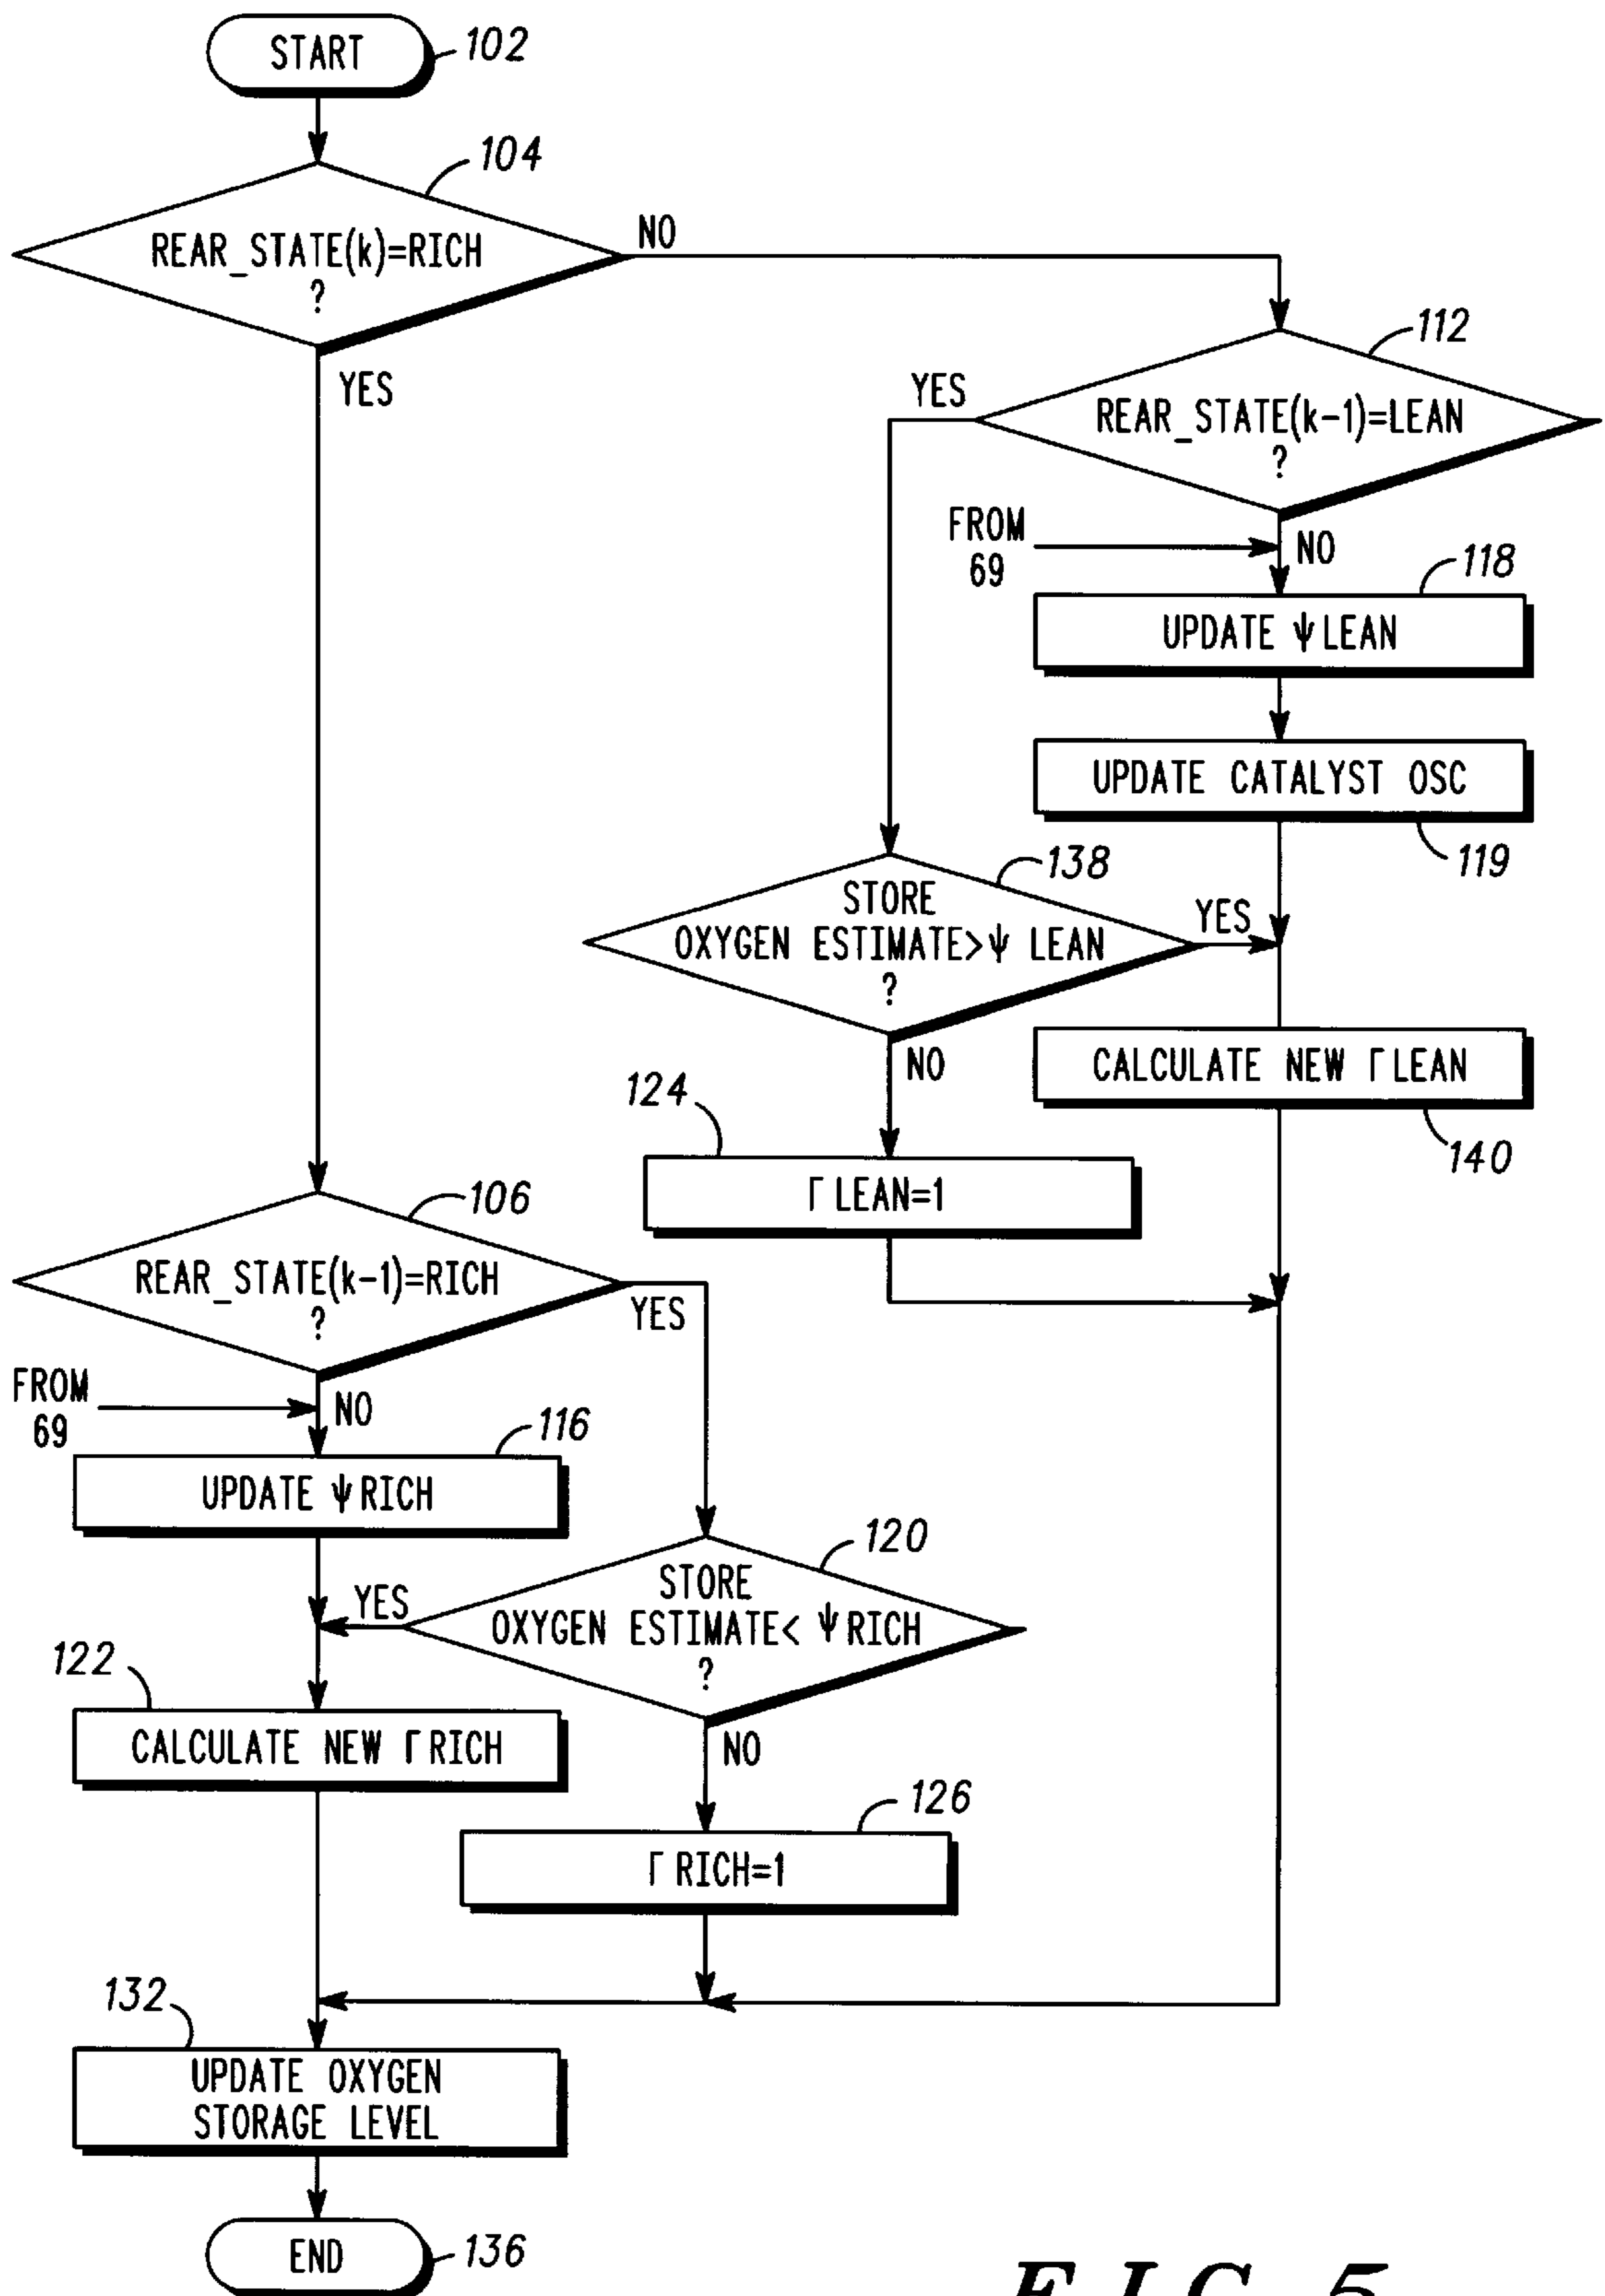 START
102
104
REAR_STATE(k)=RICH
?
NO
YES
112
REAR_STATE(k-1)=LEAN
?
YES
FROM
69
NO
118
UPDATE ψ LEAN
UPDATE CATALYST OSC
119
138
STORE
OXYGEN ESTIMATE>ψ LEAN
?
YES
NO
CALCULATE NEW Γ LEAN
140
124
Γ LEAN=1
106
REAR_STATE(k-1)=RICH
?
YES
FROM
69
NO
116
UPDATE ψ RICH
120
STORE
OXYGEN ESTIMATE< ψ RICH
?
YES
NO
122
CALCULATE NEW Γ RICH
126
Γ RICH=1
132
UPDATE OXYGEN
STORAGE LEVEL
END
136
FIG. 5